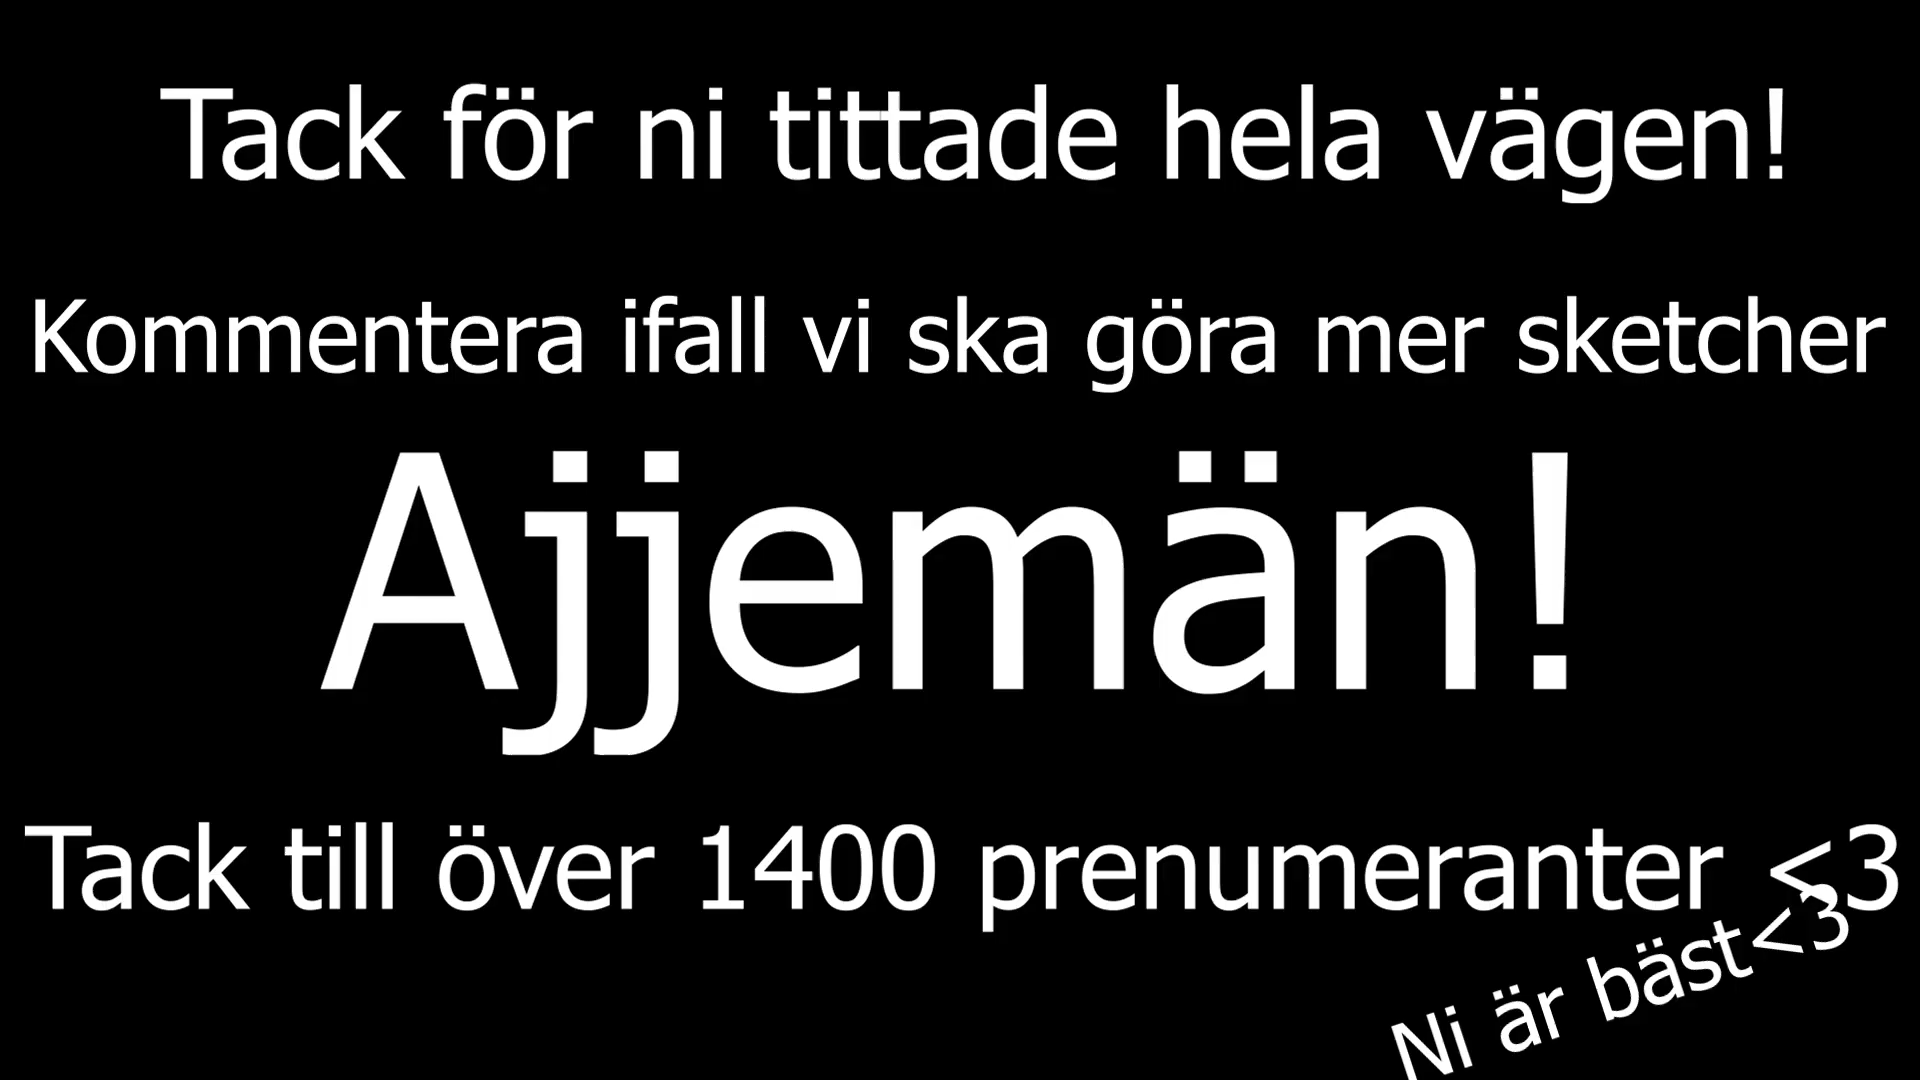 Tack för ni tittade hela vägen!
Kommentera ifall vi ska göra mer sketcher
Ajjemän!
Tack till över 1400 prenumeranter <3
Ni är bäst<3